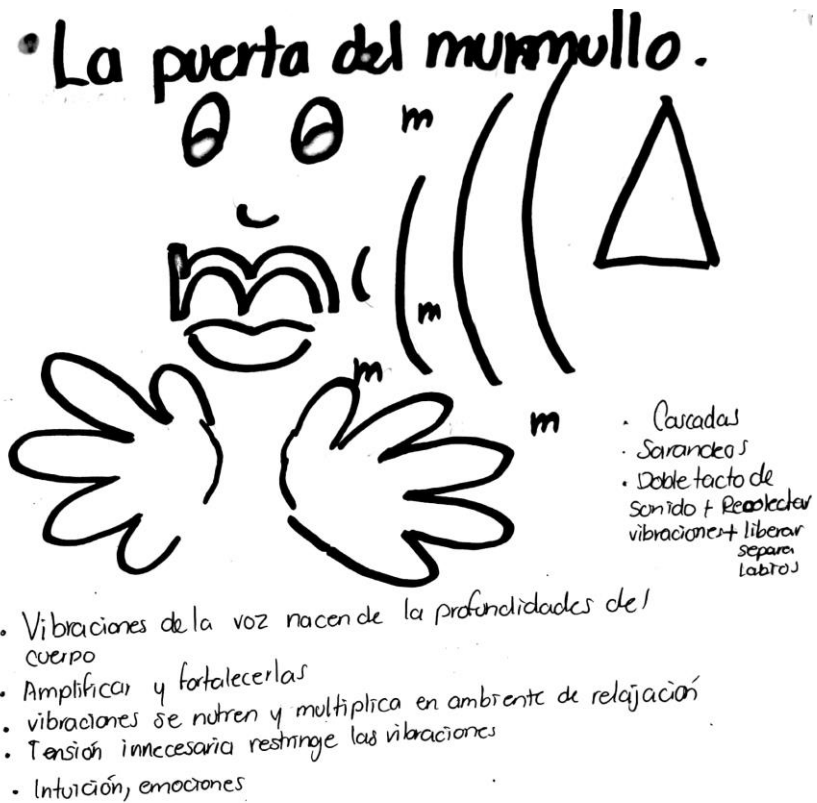 • La puerta del murmullo.
m
m
m
m
• Cascadas
• Sarandeos
• Doble tacto de
sonido + Recolectar
vibraciones + liberar
separar
Labios
• Vibraciones de la voz nacen de la profundidades del
cuerpo
• Amplificar y fortalecerlas
• vibraciones se nutren y multiplica en ambiente de relajación
• Tensión innecesaria restringe las vibraciones
• Intuición, emociones